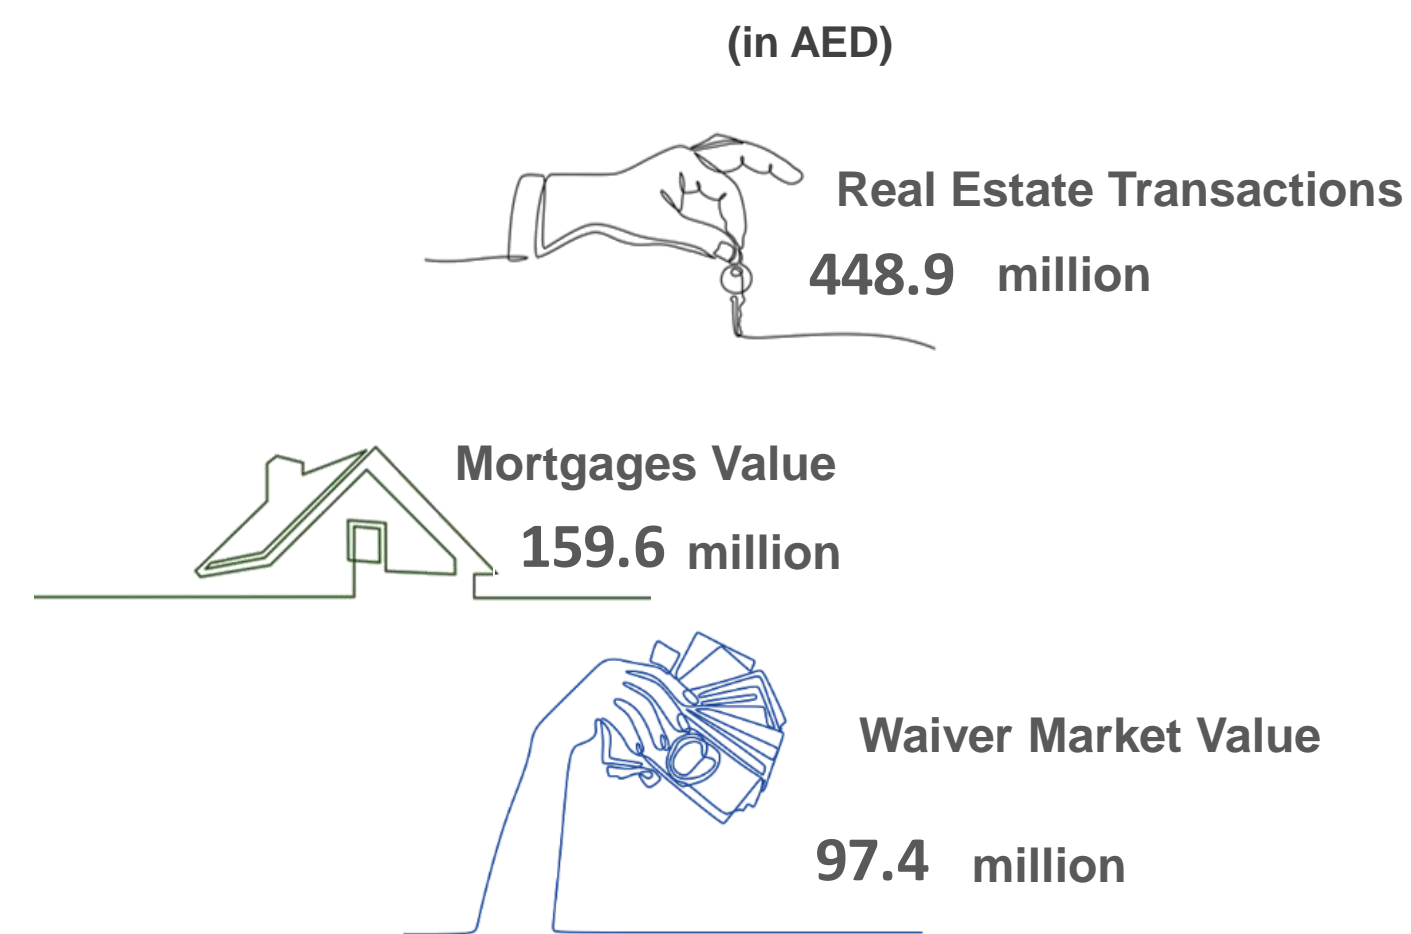 (in AED)
Real Estate Transactions
448.9 million
Mortgages Value
159.6 million
Waiver Market Value
97.4 million